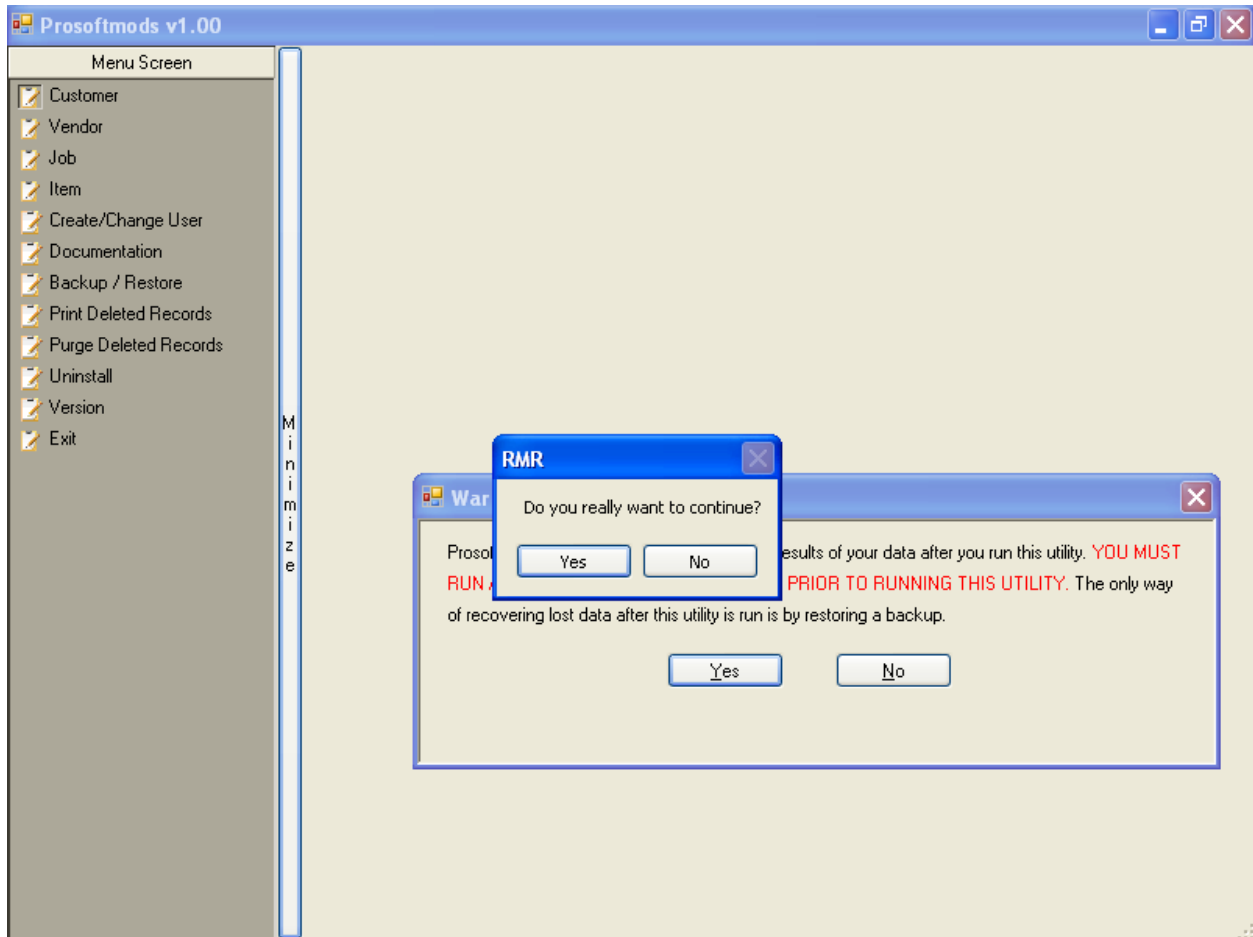 Prosoftmods v1.00
Menu Screen
Customer
Vendor
Job
Item
Create/Change User
Documentation
Backup / Restore
Print Deleted Records
Purge Deleted Records
Uninstall
Version
Exit
Minimize
RMR
Do you really want to continue?
Yes No
War
esults of your data after you run this utility. YOU MUST
RUN PRIOR TO RUNNING THIS UTILITY. The only way
of recovering lost data after this utility is run is by restoring a backup.
Yes No